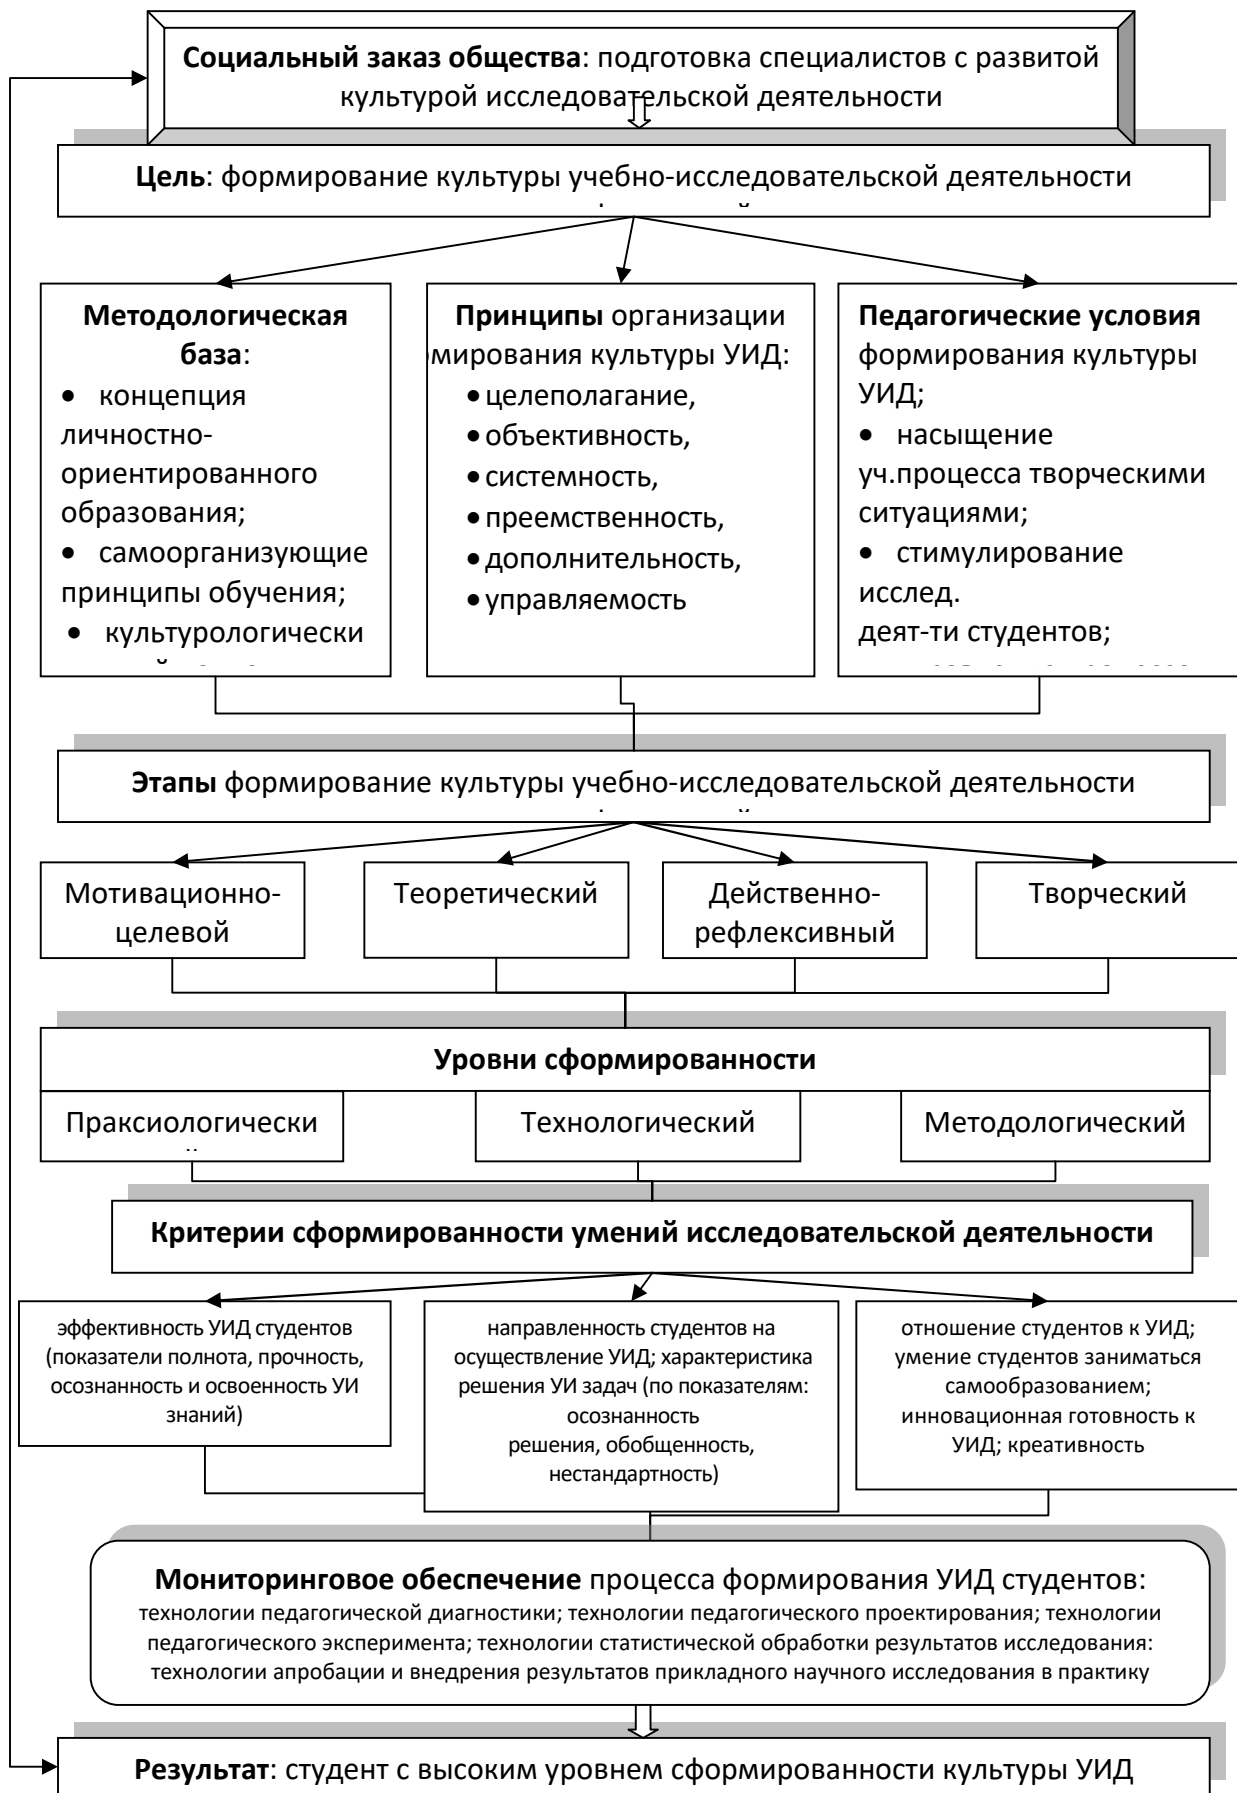 Социальный заказ общества: подготовка специалистов с развитой
культурой исследовательской деятельности
Цель: формирование культуры учебно-исследовательской деятельности
Методологическая
база:
• концепция
личностно-
ориентированного
образования;
• самоорганизующие
принципы обучения;
• культурологически
Принципы организации
мирования культуры УИД:
• целеполагание,
• объективность,
• системность,
• преемственность,
• дополнительность,
• управляемость
Педагогические условия
формирования культуры
УИД;
• насыщение
уч.процесса творческими
ситуациями;
• стимулирование
исслед.
деят-ти студентов;
Этапы формирование культуры учебно-исследовательской деятельности
Мотивационно-
целевой
Теоретический
Действенно-
рефлексивный
Творческий
Уровни сформированности
Праксиологически
Технологический
Методологический
Критерии сформированности умений исследовательской деятельности
эффективность УИД студентов
(показатели полнота, прочность,
осознанность и освоенность УИ
знаний)
направленность студентов на
осуществление УИД; характеристика
решения УИ задач (по показателям:
осознанность
решения, обобщенность,
нестандартность)
отношение студентов к УИД;
умение студентов заниматься
самообразованием;
инновационная готовность к
УИД; креативность
Мониторинговое обеспечение процесса формирования УИД студентов:
технологии педагогической диагностики; технологии педагогического проектирования; технологии
педагогического эксперимента; технологии статистической обработки результатов исследования:
технологии апробации и внедрения результатов прикладного научного исследования в практику
Результат: студент с высоким уровнем сформированности культуры УИД